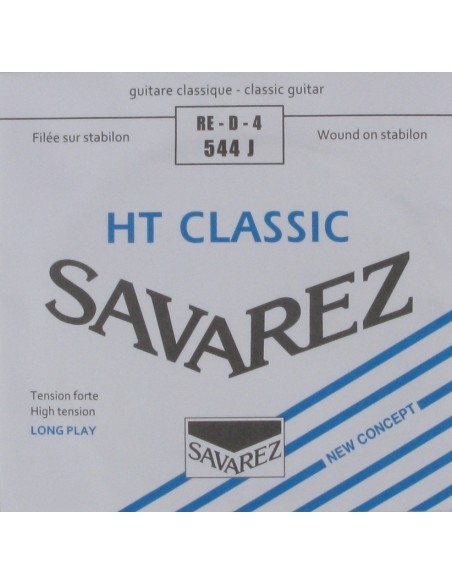 guitare classique - classic guitar
RE - D - 4
544 J
Filée sur stabilon
Wound on stabilon
HT CLASSIC
SAVAREZ
Tension forte
High tension
LONG PLAY
SAVAREZ
NEW CONCEPT